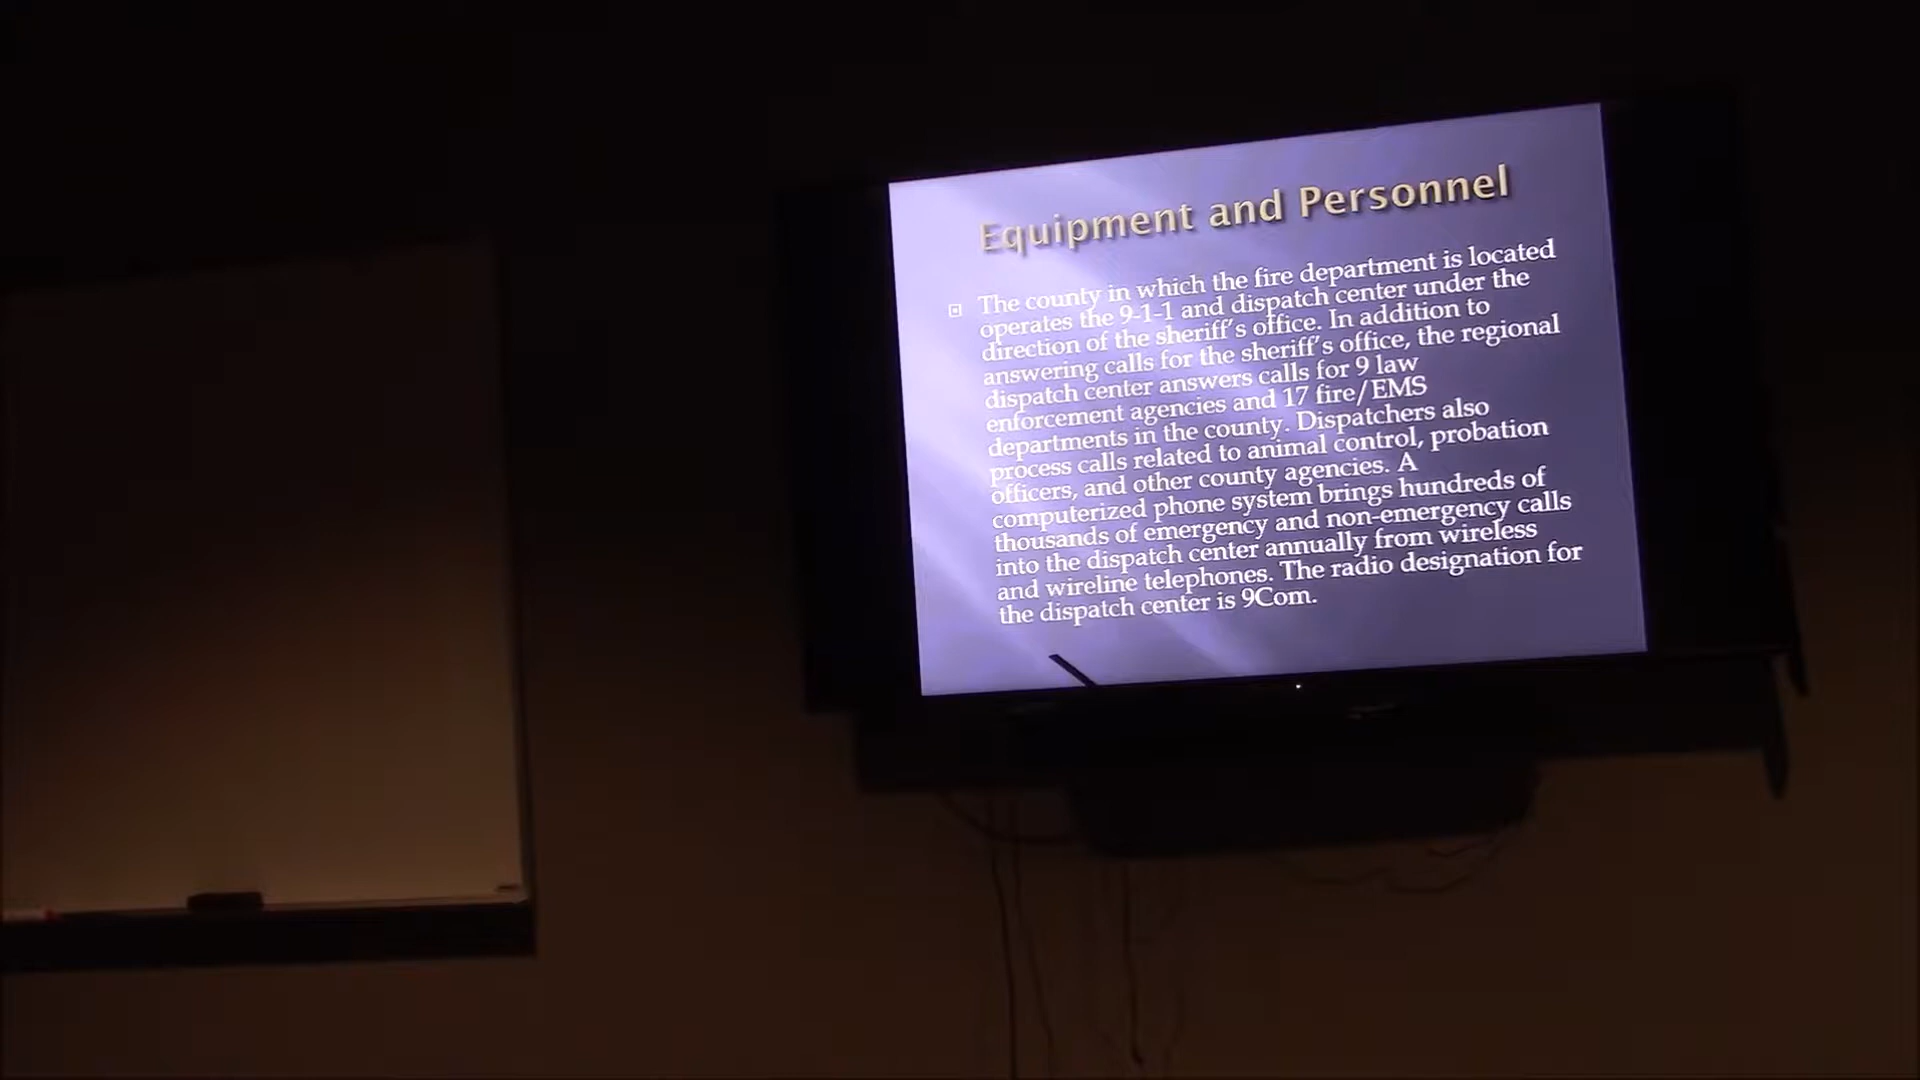 Equipment and Personnel
The county in which the fire department is located
operates the 9-1-1 and dispatch center under the
direction of the sheriff's office. In addition to
answering calls for the sheriff's office, the regional
dispatch center answers calls for 9 law
enforcement agencies and 17 fire/EMS
departments in the county. Dispatchers also
process calls related to animal control, probation
officers, and other county agencies. A
computerized phone system brings hundreds of
thousands of emergency and non-emergency calls
into the dispatch center annually from wireless
and wireline telephones. The radio designation for
the dispatch center is 9Com.